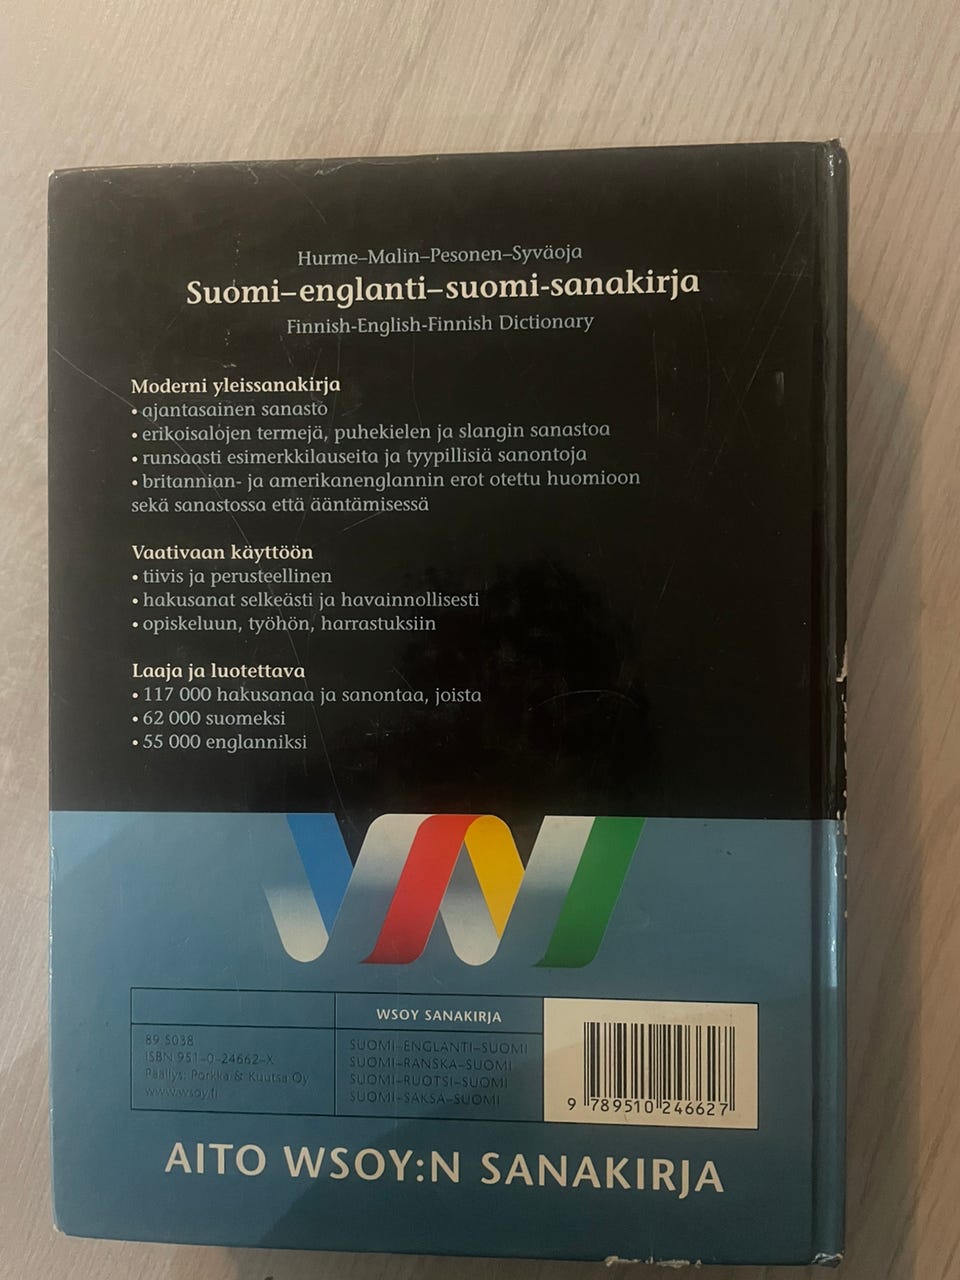 Hurme–Malin–Pesonen–Syväoja
Suomi–englanti–suomi-sanakirja
Finnish-English-Finnish Dictionary
Moderni yleissanakirja
• ajantasainen sanasto
• erikoisalojen termejä, puhekielen ja slangin sanastoa
• runsaasti esimerkkilauseita ja tyypillisiä sanontoja
• britannian- ja amerikanenglannin erot otettu huomioon
sekä sanastossa että ääntämisessä
Vaativaan käyttöön
• tiivis ja perusteellinen
• hakusanat selkeästi ja havainnollisesti
• opiskeluun, työhön, harrastuksiin
Laaja ja luotettava
• 117 000 hakusanaa ja sanontaa, joista
• 62 000 suomeksi
• 55 000 englanniksi
WSOY SANAKIRJA
89.5038
ISBN 951-0-24662-X
Päällys: Porkka & Kuutsa Oy
www.wsoy.fi
SUOMI–ENGLANTI–SUOMI
SUOMI–RANSKA–SUOMI
SUOMI–RUOTSI–SUOMI
SUOMI–SAKSA–SUOMI
9 789510 246627
AITO WSOY:N SANAKIRJA